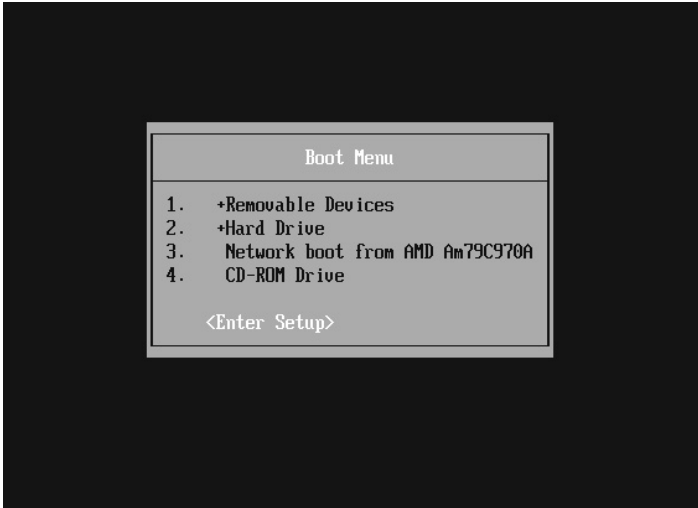 Boot Menu
1. +Removable Devices
2. +Hard Drive
3. Network boot from AMD Am79C970A
4. CD-ROM Drive
<Enter Setup>